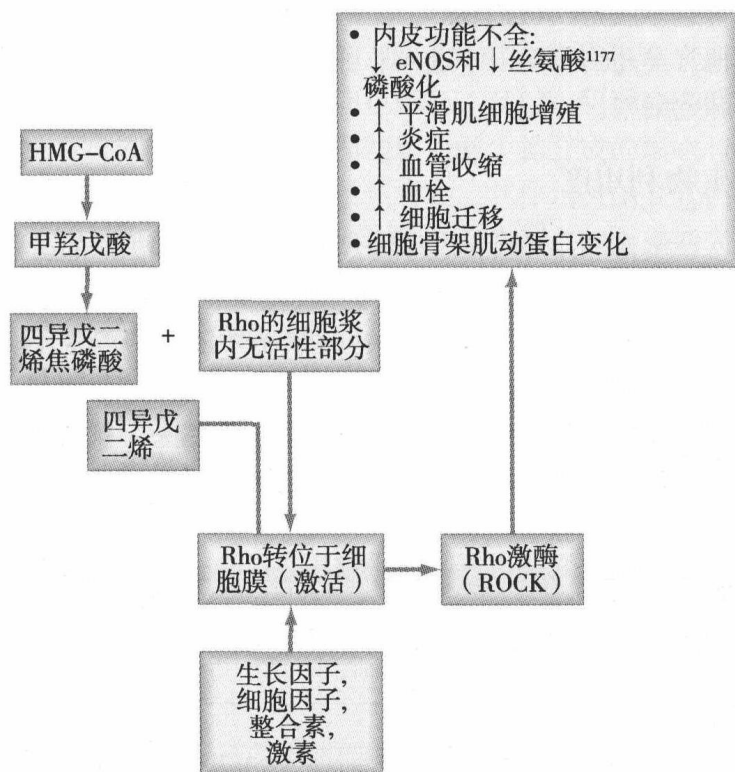 • 内皮功能不全:
↓ eNOS和↓丝氨酸¹¹⁷⁷
磷酸化
• ↑ 平滑肌细胞增殖
• ↑ 炎症
• ↑ 血管收缩
• ↑ 血栓
• ↑ 细胞迁移
• 细胞骨架肌动蛋白变化
HMG-CoA
甲羟戊酸
四异戊二
烯焦磷酸
+
Rho的细胞浆
内无活性部分
四异戊
二烯
Rho转位于细
胞膜（激活）
Rho激酶
（ROCK）
生长因子,
细胞因子,
整合素,
激素